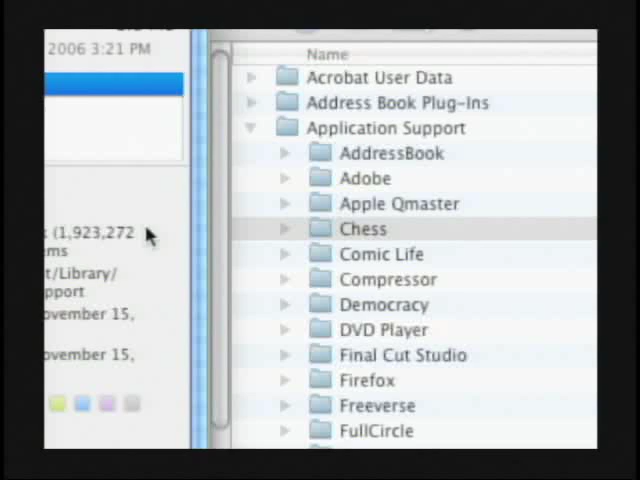 2006 3:21 PM
(1,923,272
ems
t/Library/
pport
ovember 15,
ovember 15,
Name
Acrobat User Data
Address Book Plug-Ins
Application Support
AddressBook
Adobe
Apple Qmaster
Chess
Comic Life
Compressor
Democracy
DVD Player
Final Cut Studio
Firefox
Freeverse
FullCircle